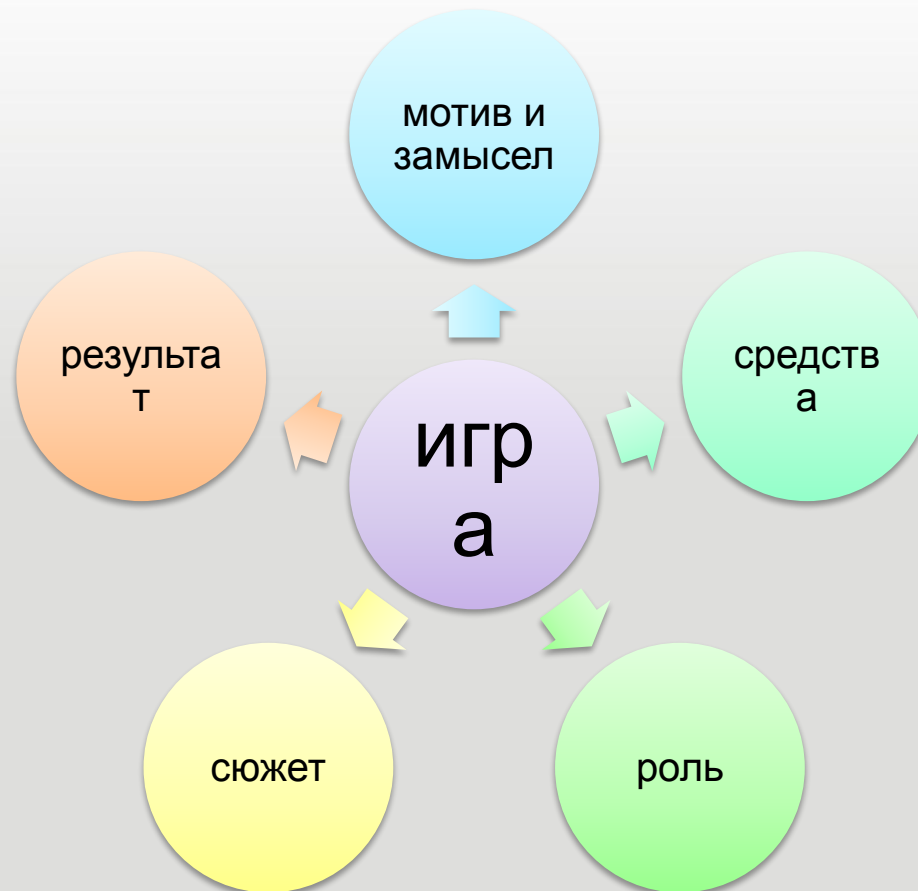 мотив и
замысел
результа
т
средств
а
игр
а
сюжет
роль